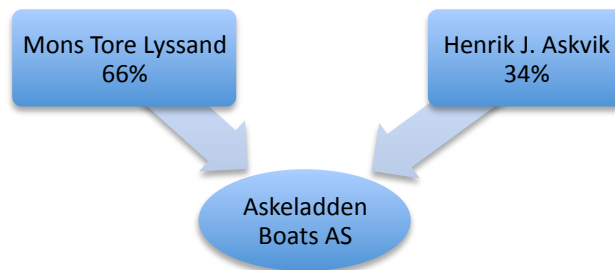 Mons Tore Lyssand
66%
Henrik J. Askvik
34%
Askeladden
Boats AS